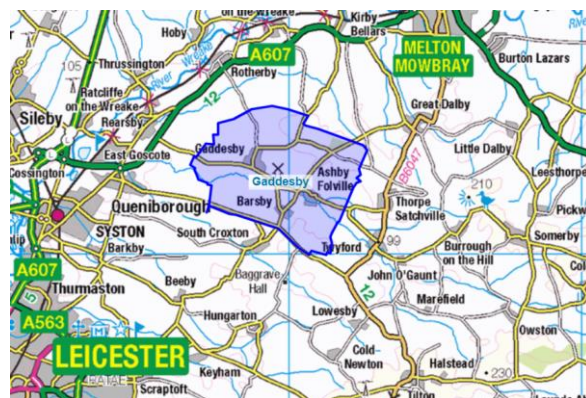 on the Wreake
Hoby
Kirby
Bellars
A607
MELTON
MOWBRAY
Burton Lazars
Thrussington
River
Wreake
105
Rotherby
Ratcliffe
on the Wreake
12
Great Dalby
Rearsby
Sileby
Little Dalby
East Goscote
Gaddesby
B6047
Cossington
Ashby
Folville
Leesthorpe
Gaddesby
210
Queniborough
Barsby
Thorpe
Satchville
Pickw
SYSTON
South Croxton
Somerby
Barkby
Twyford
99
Burrough
on the Hill
A607
Beeby
Baggrave
Hall
John O'Gaunt
5
Thurmaston
12
Marefield
A563
Hungarton
Lowesby
Owston
LEICESTER
Cold
Newton
Halstead
Keyham
230
Scraptoft
Tilton